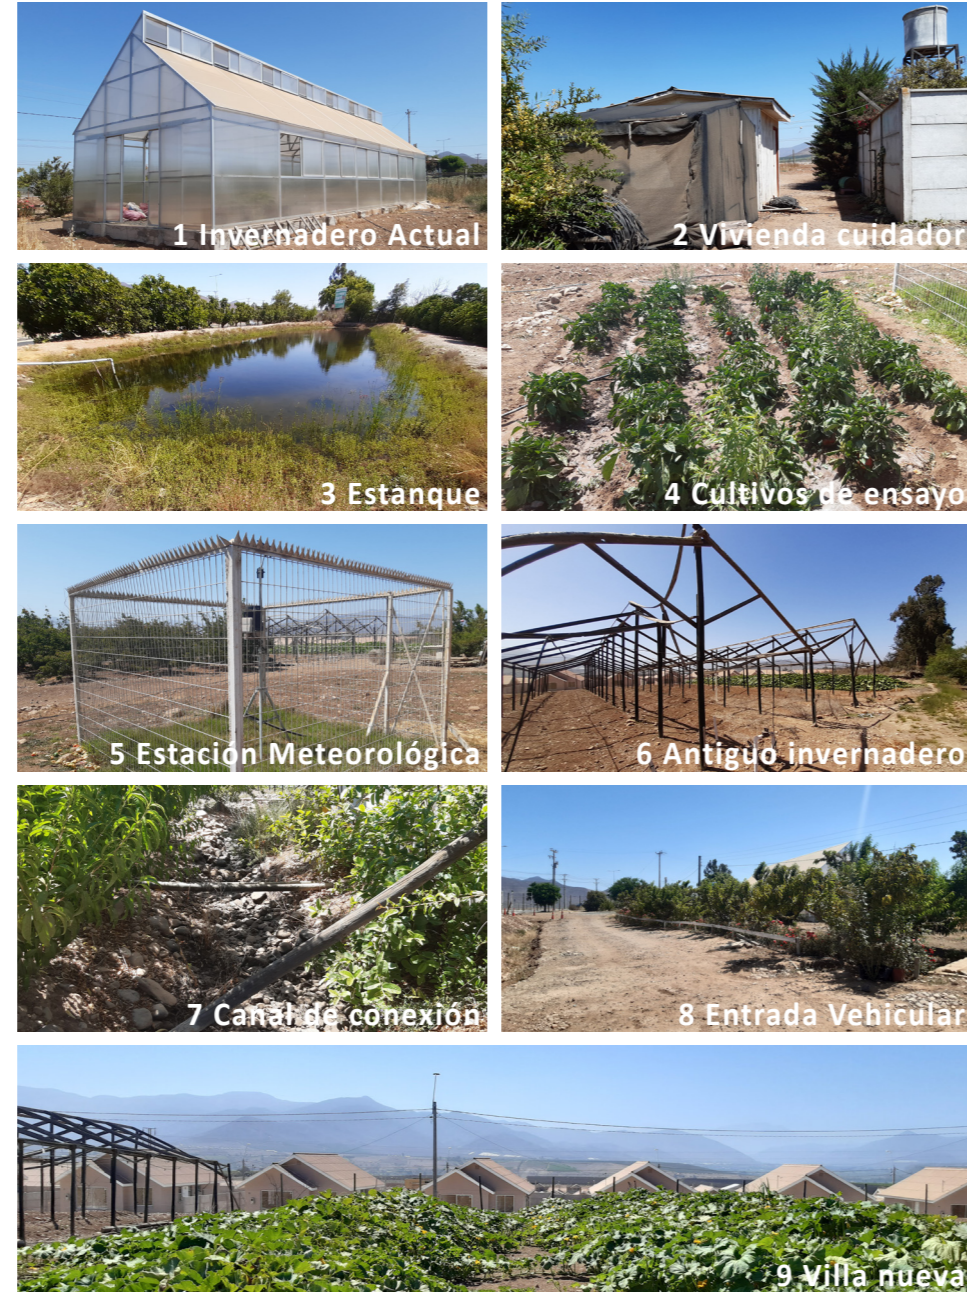 1 Invernadero Actual
2 Vivienda cuidador
3 Estanque
4 Cultivos de ensayo
5 Estación Meteorológica
6 Antiguo invernadero
7 Canal de conexión
8 Entrada Vehicular
9 Villa nueva